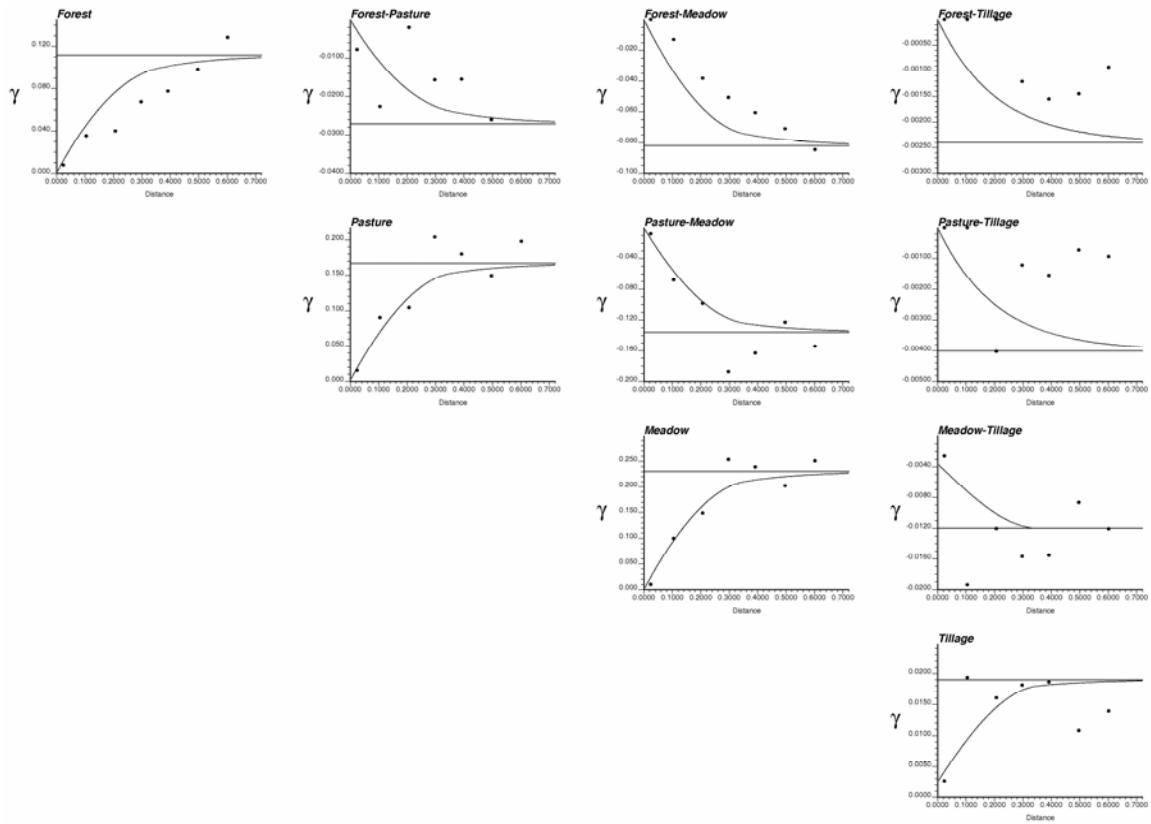 Forest
0.120
0.080
0.040
0.000
γ
0.0000 0.1000 0.2000 0.3000 0.4000 0.5000 0.6000 0.7000
Distance
Forest-Pasture
-0.0100
-0.0200
-0.0300
-0.0400
γ
0.0000 0.1000 0.2000 0.3000 0.4000 0.5000 0.6000 0.7000
Distance
Forest-Meadow
-0.020
-0.040
-0.060
-0.080
-0.100
γ
0.0000 0.1000 0.2000 0.3000 0.4000 0.5000 0.6000 0.7000
Distance
Forest-Tillage
-0.00050
-0.00100
-0.00150
-0.00200
-0.00250
-0.00300
γ
0.0000 0.1000 0.2000 0.3000 0.4000 0.5000 0.6000 0.7000
Distance
Pasture
0.200
0.150
0.100
0.050
0.000
γ
0.0000 0.1000 0.2000 0.3000 0.4000 0.5000 0.6000 0.7000
Distance
Pasture-Meadow
-0.040
-0.080
-0.120
-0.160
-0.200
γ
0.0000 0.1000 0.2000 0.3000 0.4000 0.5000 0.6000 0.7000
Distance
Pasture-Tillage
-0.00100
-0.00200
-0.00300
-0.00400
-0.00500
γ
0.0000 0.1000 0.2000 0.3000 0.4000 0.5000 0.6000 0.7000
Distance
Meadow
0.250
0.200
0.150
0.100
0.050
0.000
γ
0.0000 0.1000 0.2000 0.3000 0.4000 0.5000 0.6000 0.7000
Distance
Meadow-Tillage
-0.0040
-0.0080
-0.0120
-0.0160
-0.0200
γ
0.0000 0.1000 0.2000 0.3000 0.4000 0.5000 0.6000 0.7000
Distance
Tillage
0.0200
0.0150
0.0100
0.0050
0.0000
γ
0.0000 0.1000 0.2000 0.3000 0.4000 0.5000 0.6000 0.7000
Distance